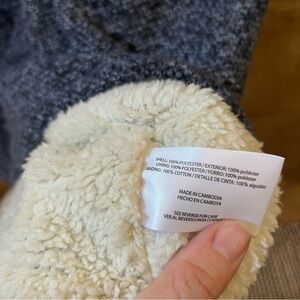 SHELL: 100% POLYESTER / EXTERIOR: 100% poliéster
LINING: 100% POLYESTER / FORRO: 100% poliéster
100% COTTON / DETALLE DE CINTA: 100% algodón
MADE IN CAMBODIA
HECHO EN CAMBOYA
SEE REVERSE FOR CARE
VER AL REVERSO PARA CUIDADO